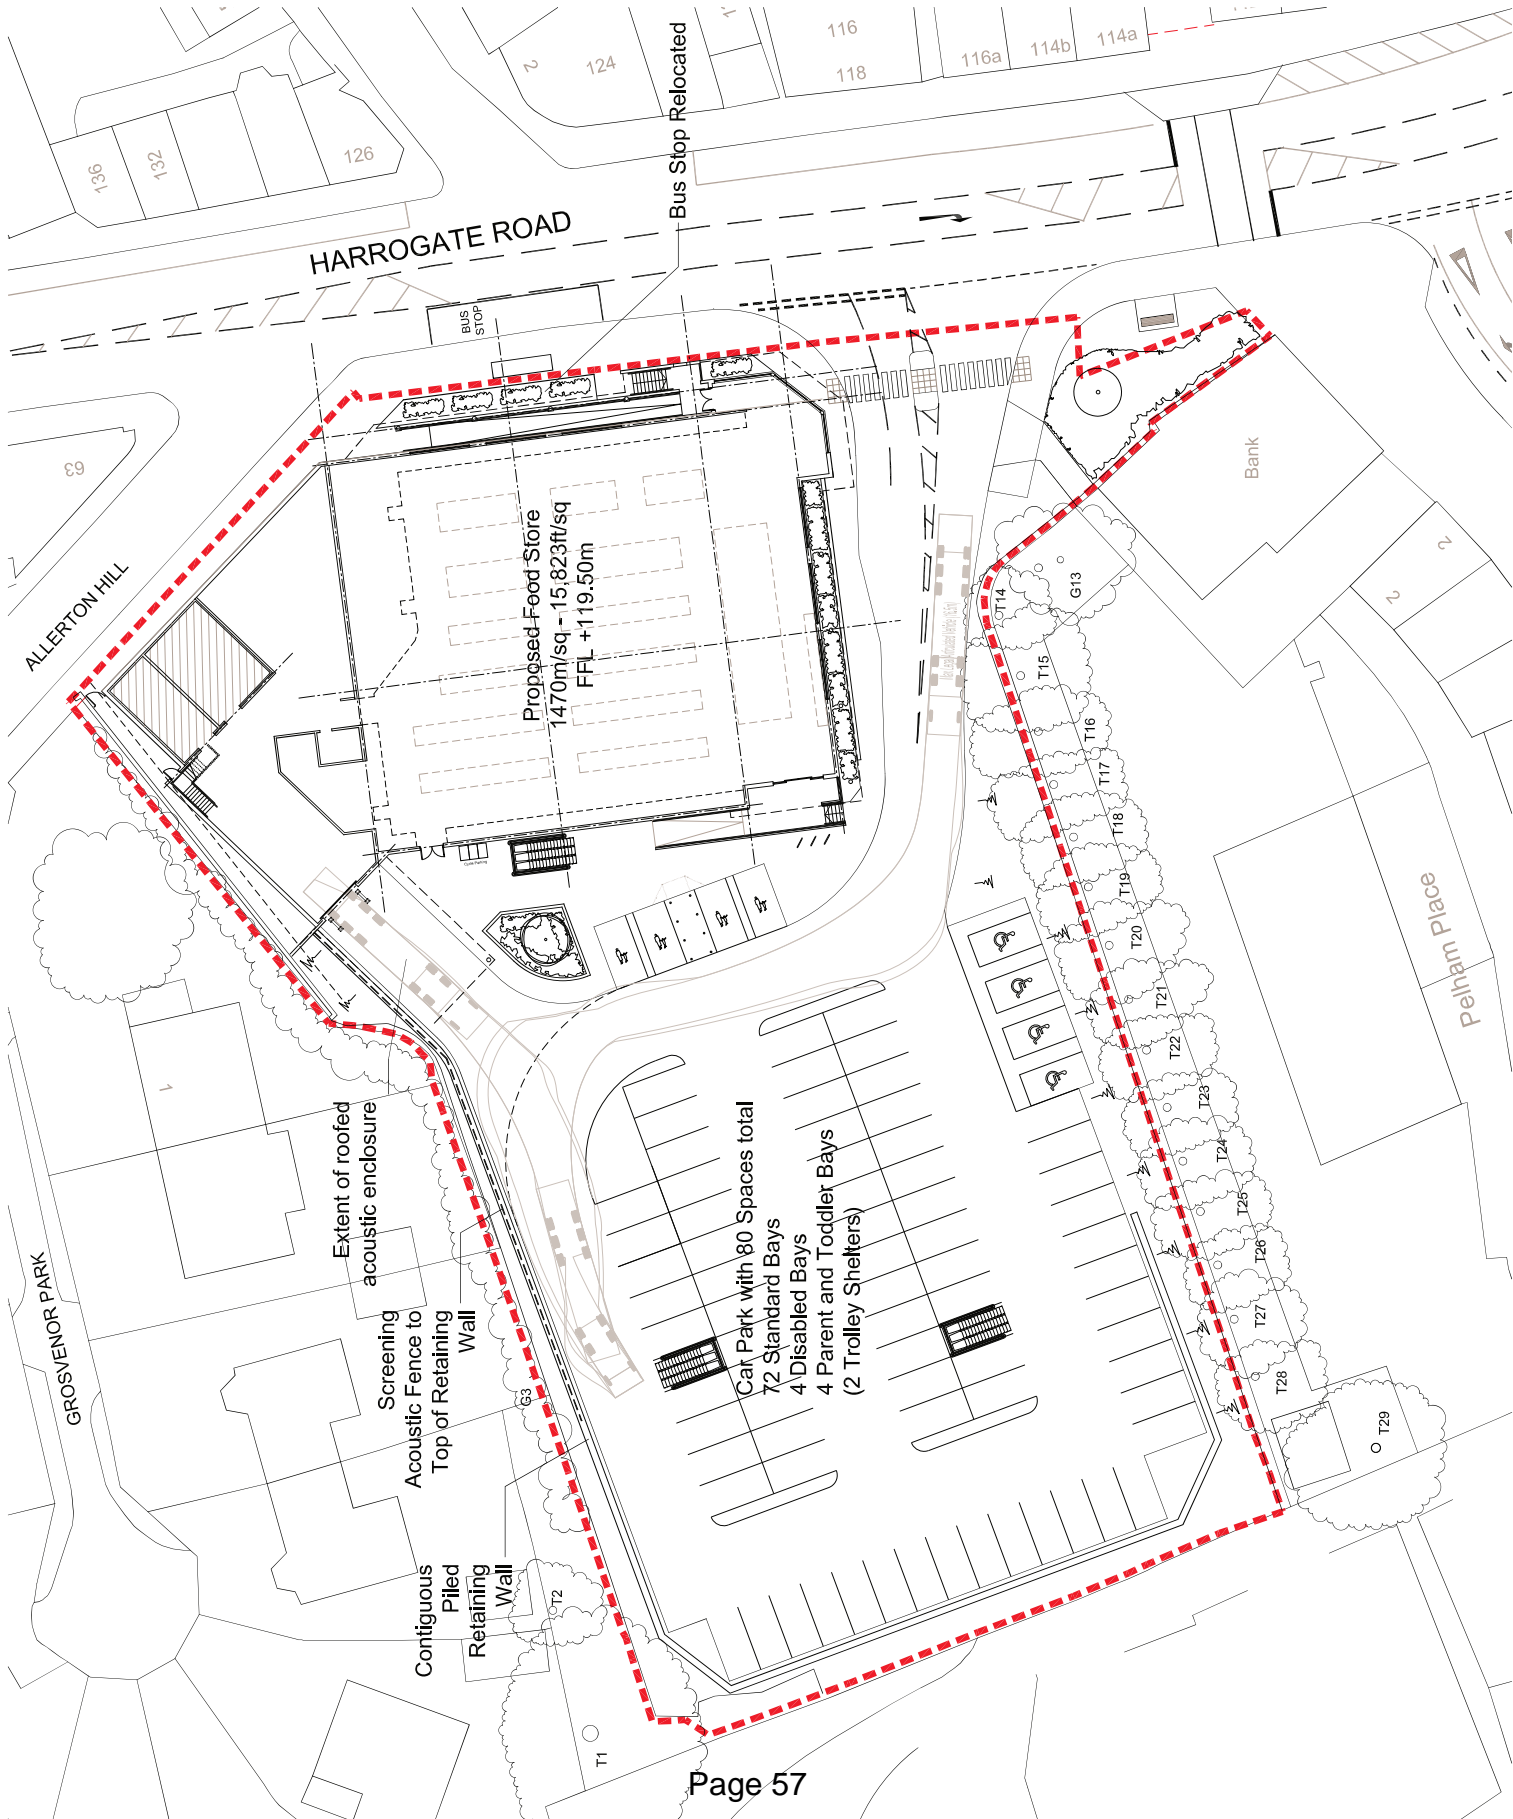 116
118
124
2
116a
114b
114a
136
132
126
Bus Stop Relocated
HARROGATE ROAD
BUS
STOP
63
ALLERTON HILL
Bank
2
2
Proposed Food Store
1470m/sq - 15,823ft/sq
FFL +119.50m
T14
G13
T15
T16
T17
T18
T19
T20
T21
T22
T23
T24
T25
T26
T27
T28
T29
Pelham Place
Cycle Parking
1
GROSVENOR PARK
Extent of roofed
acoustic enclosure
Screening
Acoustic Fence to
Top of Retaining
Wall
G3
Contiguous
Piled
Retaining
Wall
T2
T1
Car Park with 80 Spaces total
72 Standard Bays
4 Disabled Bays
4 Parent and Toddler Bays
(2 Trolley Shelters)
Page 57